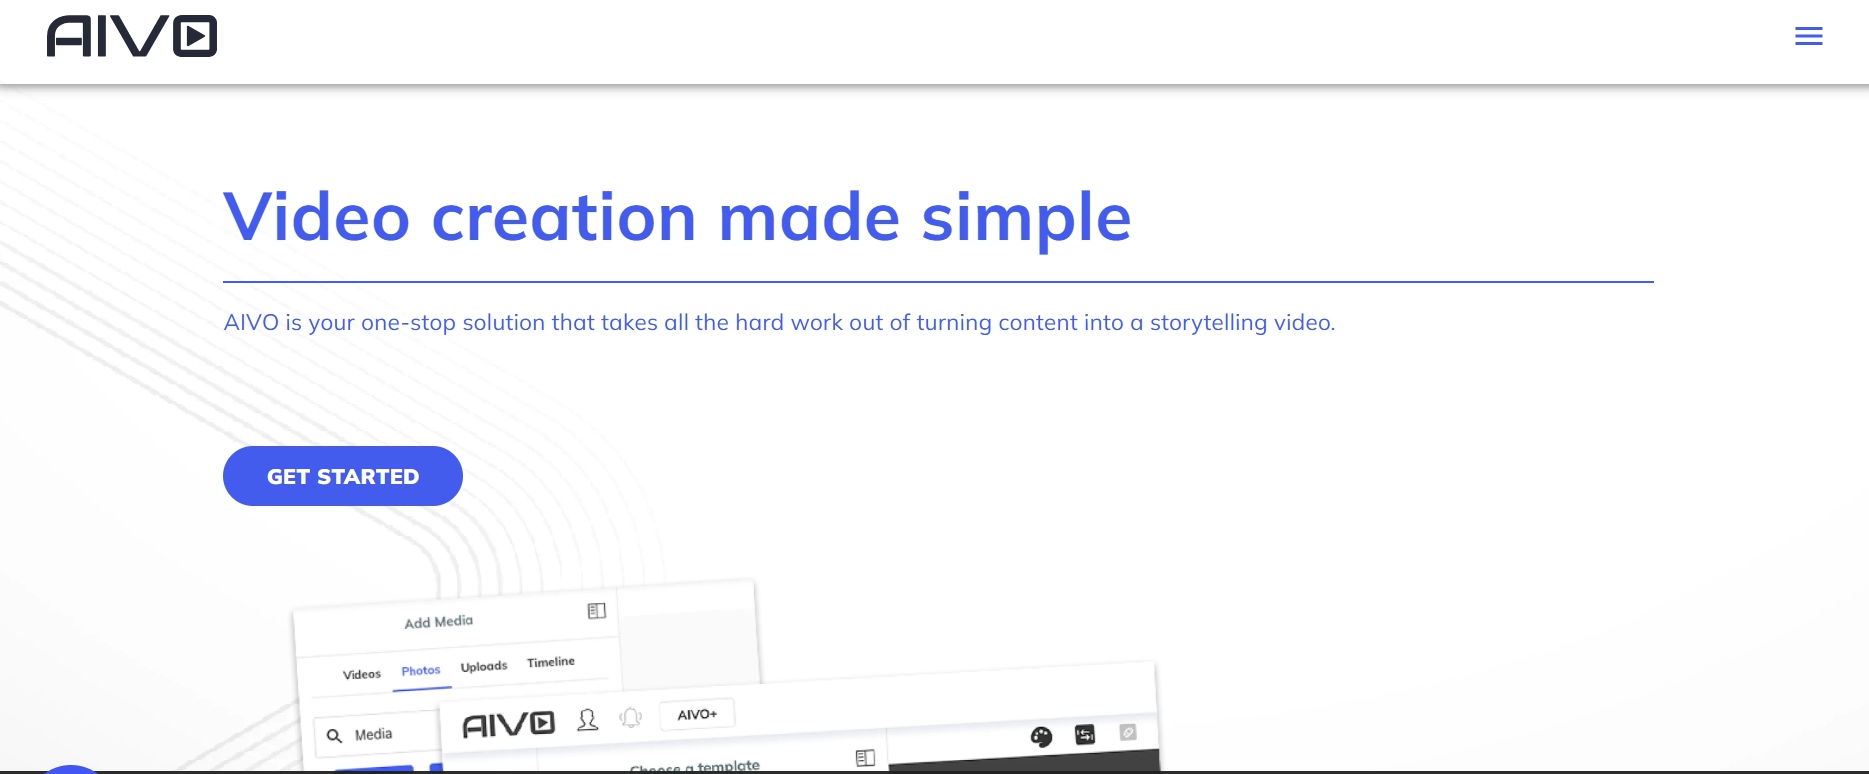 AIVO
Video creation made simple
AIVO is your one-stop solution that takes all the hard work out of turning content into a storytelling video.
GET STARTED
Add Media
Videos Photos Uploads Timeline
Media
AIVO AIVO+
Choose a template